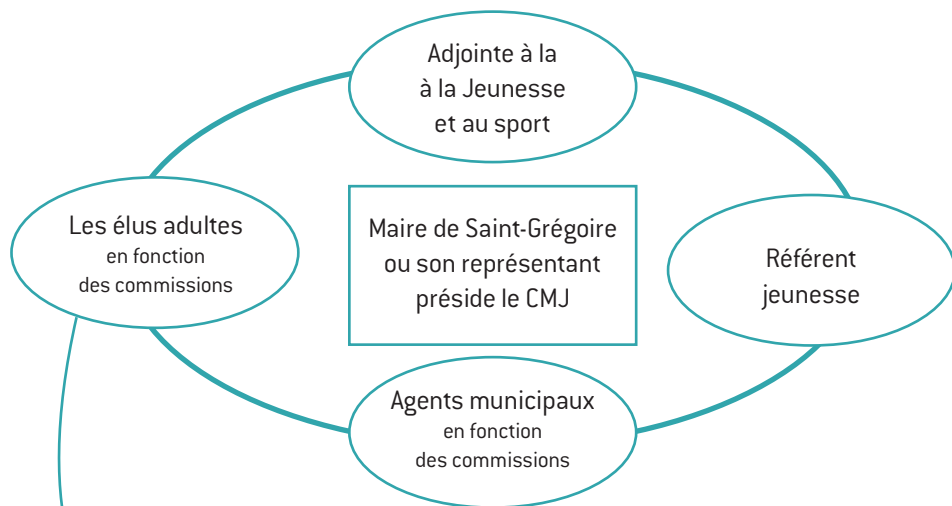 Adjointe à la
à la Jeunesse
et au sport
Les élus adultes
en fonction
des commissions
Maire de Saint-Grégoire
ou son représentant
préside le CMJ
Référent
jeunesse
Agents municipaux
en fonction
des commissions